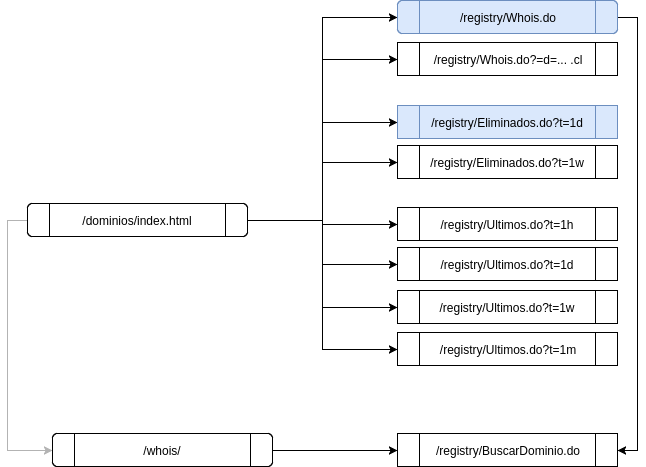 /registry/Whois.do
/registry/Whois.do?=d=... .cl
/registry/Eliminados.do?t=1d
/registry/Eliminados.do?t=1w
/dominios/index.html
/registry/Ultimos.do?t=1h
/registry/Ultimos.do?t=1d
/registry/Ultimos.do?t=1w
/registry/Ultimos.do?t=1m
/whois/
/registry/BuscarDominio.do